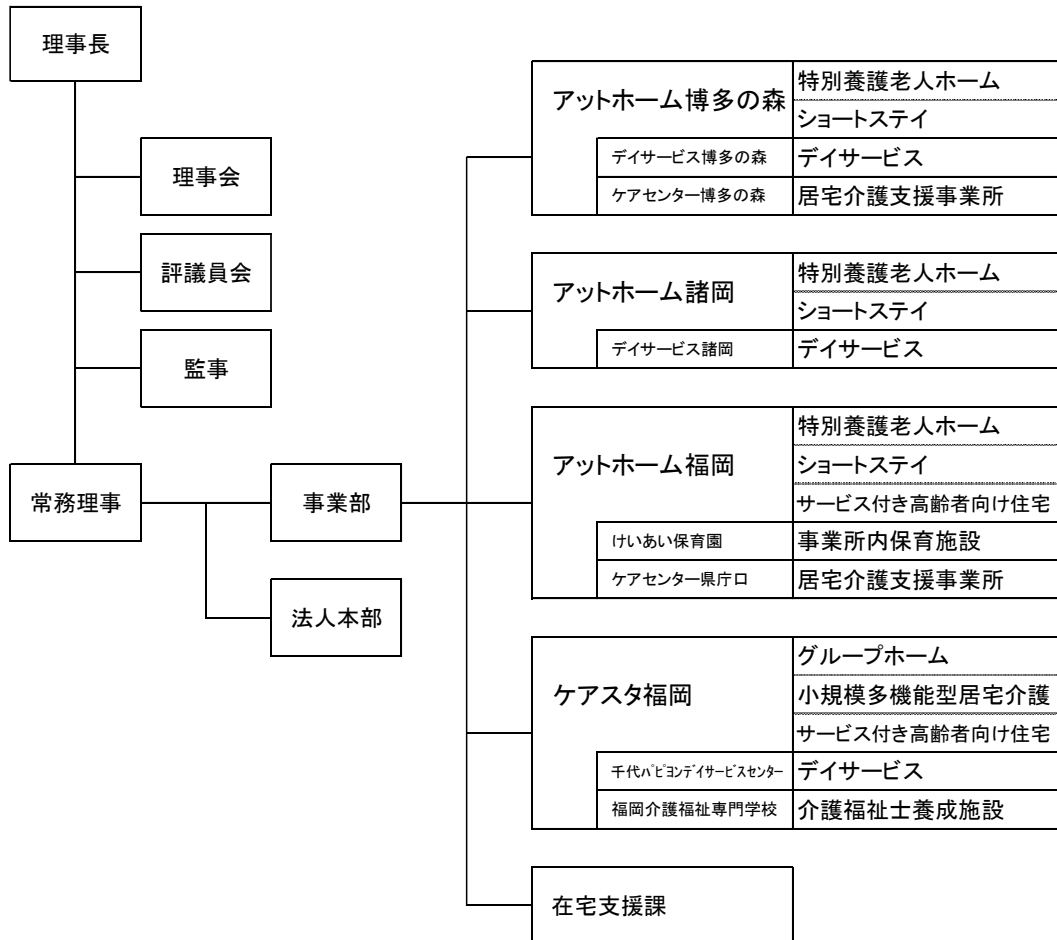 理事長
理事会
評議員会
監事
常務理事
事業部
法人本部
アットホーム博多の森
特別養護老人ホーム
ショートステイ
デイサービス博多の森
デイサービス
ケアセンター博多の森
居宅介護支援事業所
アットホーム諸岡
特別養護老人ホーム
ショートステイ
デイサービス諸岡
デイサービス
アットホーム福岡
特別養護老人ホーム
ショートステイ
サービス付き高齢者向け住宅
けいあい保育園
事業所内保育施設
ケアセンター県庁口
居宅介護支援事業所
ケアスタ福岡
グループホーム
小規模多機能型居宅介護
サービス付き高齢者向け住宅
千代ﾊﾟﾋﾟﾖﾝﾃﾞｲｻｰﾋﾞｽｾﾝﾀｰ
デイサービス
福岡介護福祉専門学校
介護福祉士養成施設
在宅支援課